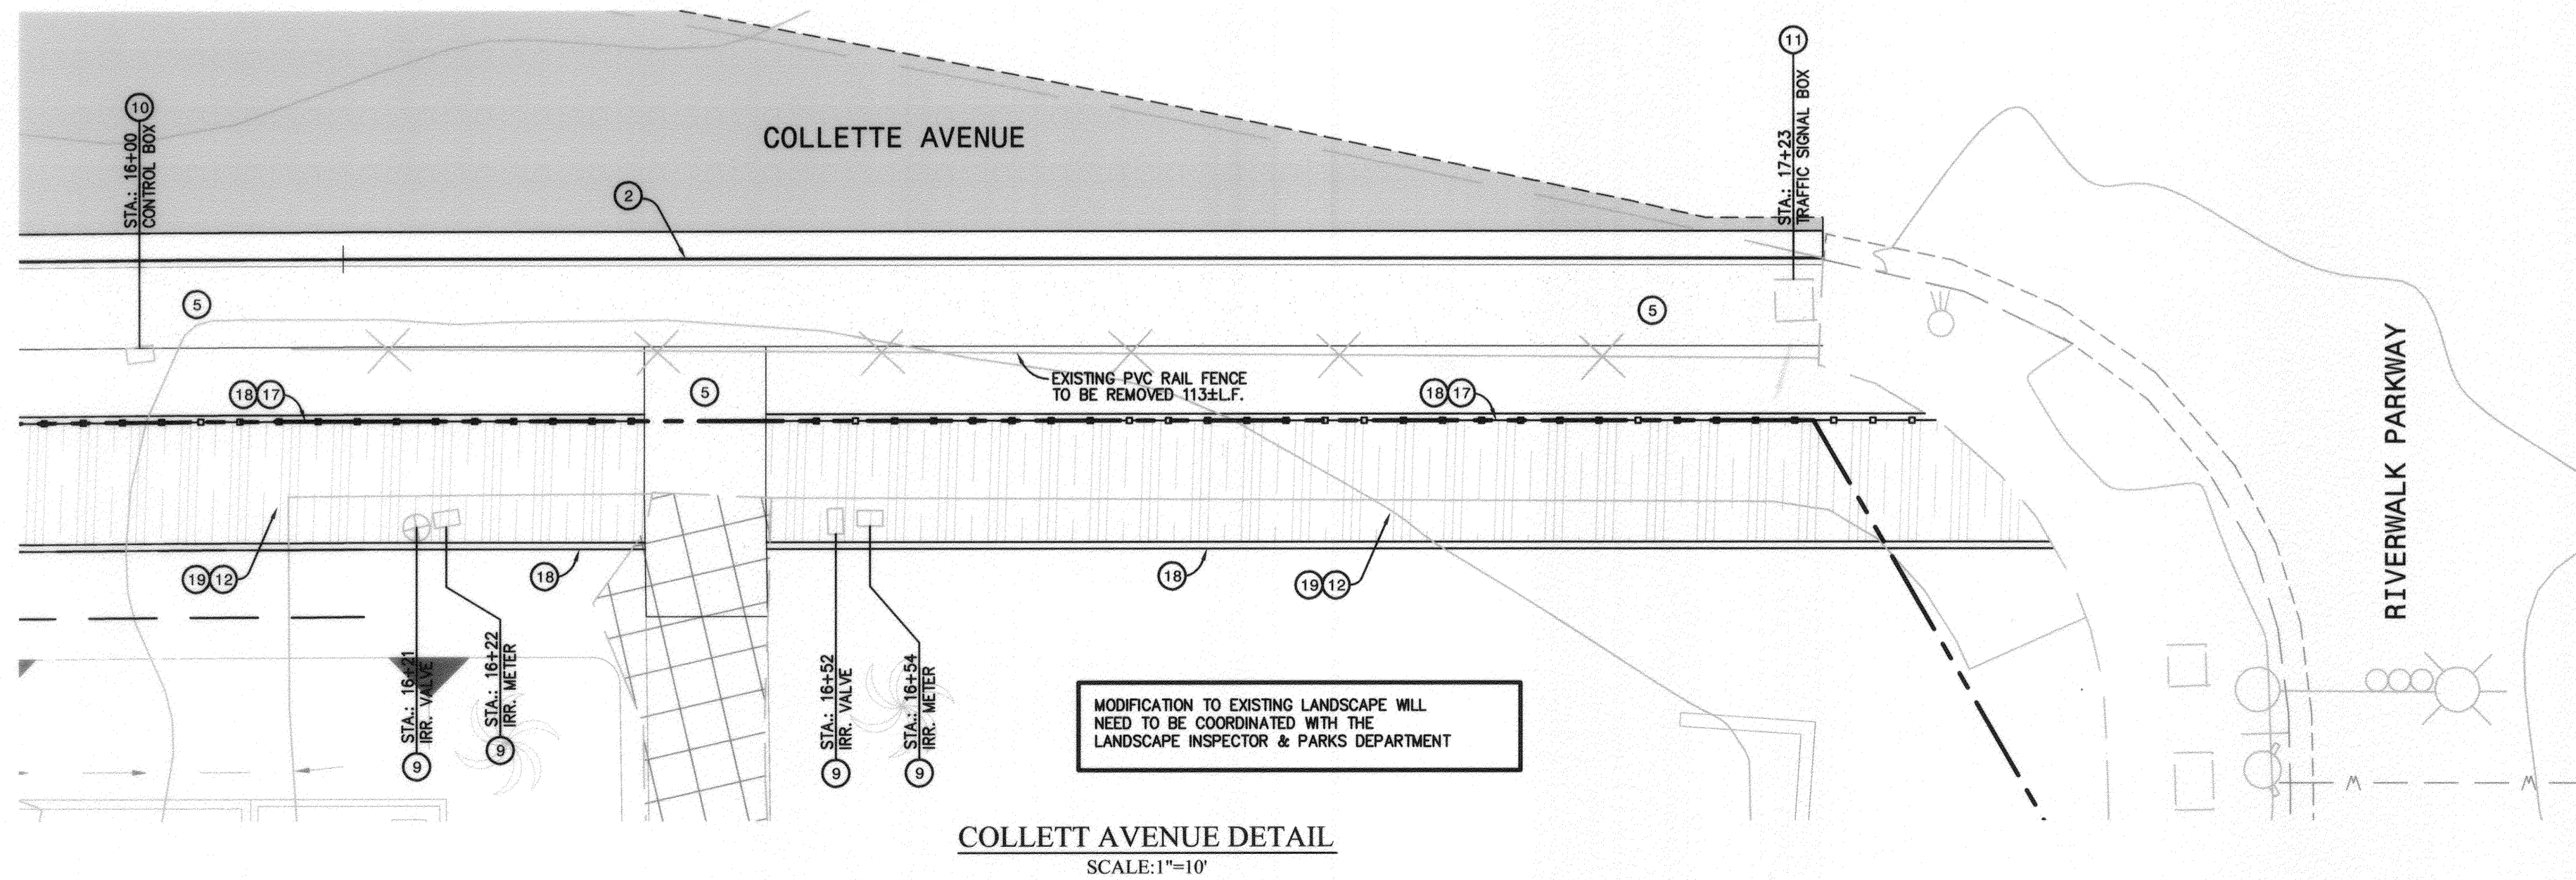 10
STA.: 16+00
CONTROL BOX
COLLETTE AVENUE
11
STA.: 17+23
TRAFFIC SIGNAL BOX
2
5
5
EXISTING PVC RAIL FENCE
TO BE REMOVED 113±L.F.
18 17
5
18 17
RIVERWALK PARKWAY
19 12
18
18
19 12
STA.: 16+21
IRR. VALVE
9
STA.: 16+22
IRR. METER
9
STA.: 16+52
IRR. VALVE
9
STA.: 16+54
IRR. METER
9
MODIFICATION TO EXISTING LANDSCAPE WILL
NEED TO BE COORDINATED WITH THE
LANDSCAPE INSPECTOR & PARKS DEPARTMENT
M
M
COLLETT AVENUE DETAIL
SCALE:1"=10'